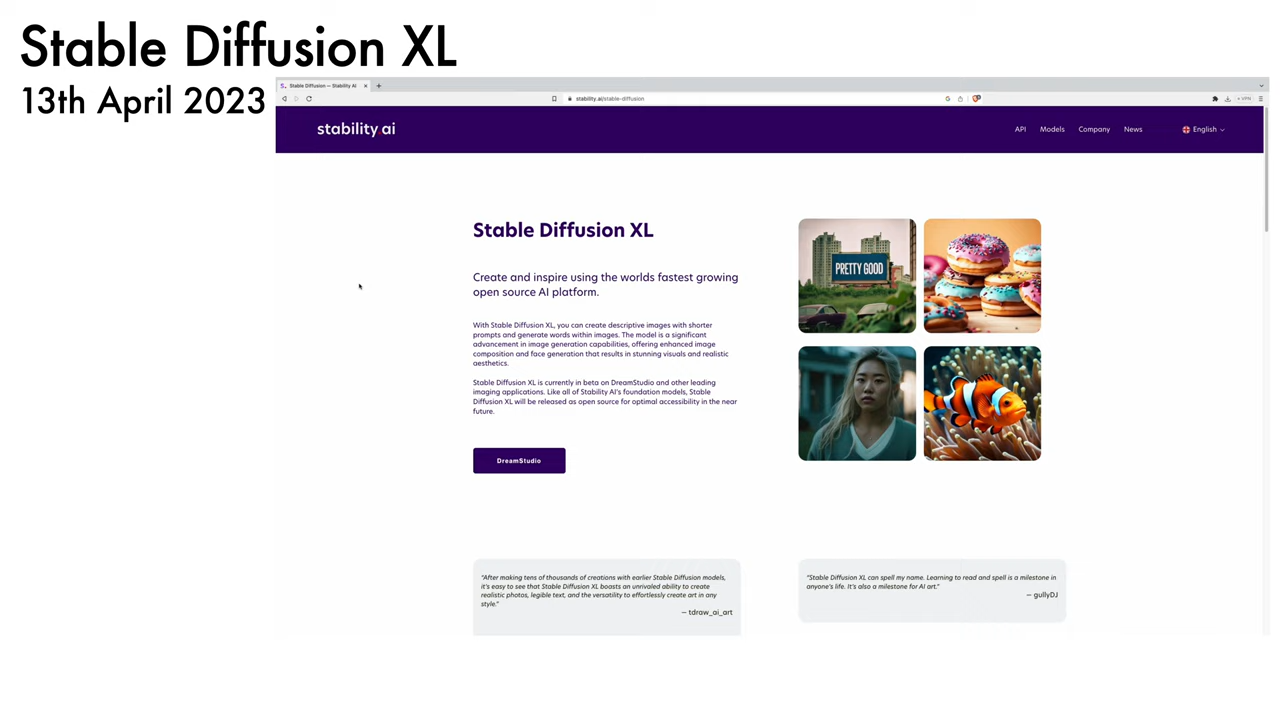 Stable Diffusion XL
13th April 2023
Stable Diffusion — Stability AI
stability.ai/stable-diffusion
VPN
stability.ai
API Models Company News English
Stable Diffusion XL
Create and inspire using the worlds fastest growing
open source AI platform.
With Stable Diffusion XL, you can create descriptive images with shorter
prompts and generate words within images. The model is a significant
advancement in image generation capabilities, offering enhanced image
composition and face generation that results in stunning visuals and realistic
aesthetics.
Stable Diffusion XL is currently in beta on DreamStudio and other leading
imaging applications. Like all of Stability AI's foundation models, Stable
Diffusion XL will be released as open source for optimal accessibility in the near
future.
DreamStudio
PRETTY GOOD
"After making tens of thousands of creations with earlier Stable Diffusion models,
it's easy to see that Stable Diffusion XL boasts an unrivaled ability to create
realistic photos, legible text, and the versatility to effortlessly create art in any
style."
— tdraw_ai_art
"Stable Diffusion XL can spell my name. Learning to read and spell is a milestone in
anyone's life. It's also a milestone for AI art."
— gullyDJ